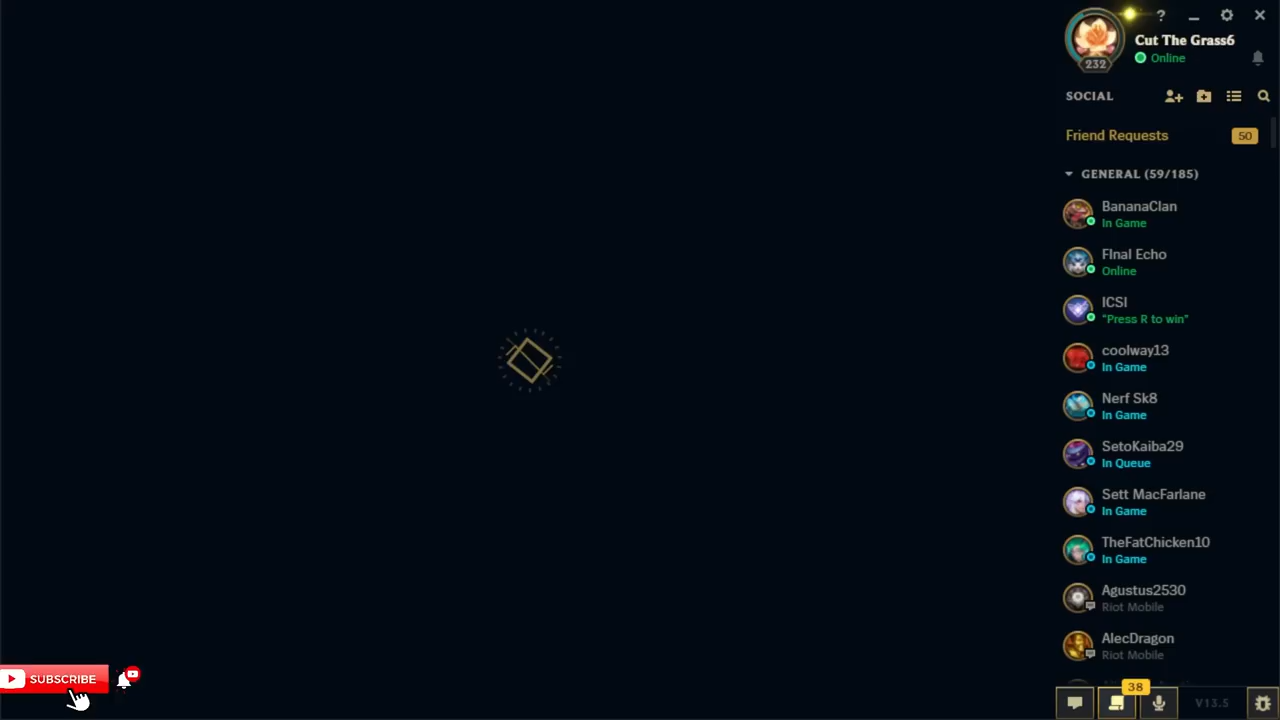 ?
Cut The Grass6
Online
232
SOCIAL
Friend Requests
50
GENERAL (59/185)
BananaClan
In Game
FInal Echo
Online
ICSI
"Press R to win"
coolway13
In Game
Nerf Sk8
In Game
SetoKaiba29
In Queue
Sett MacFarlane
In Game
TheFatChicken10
In Game
Agustus2530
Riot Mobile
AlecDragon
Riot Mobile
SUBSCRIBE
38
V13.5